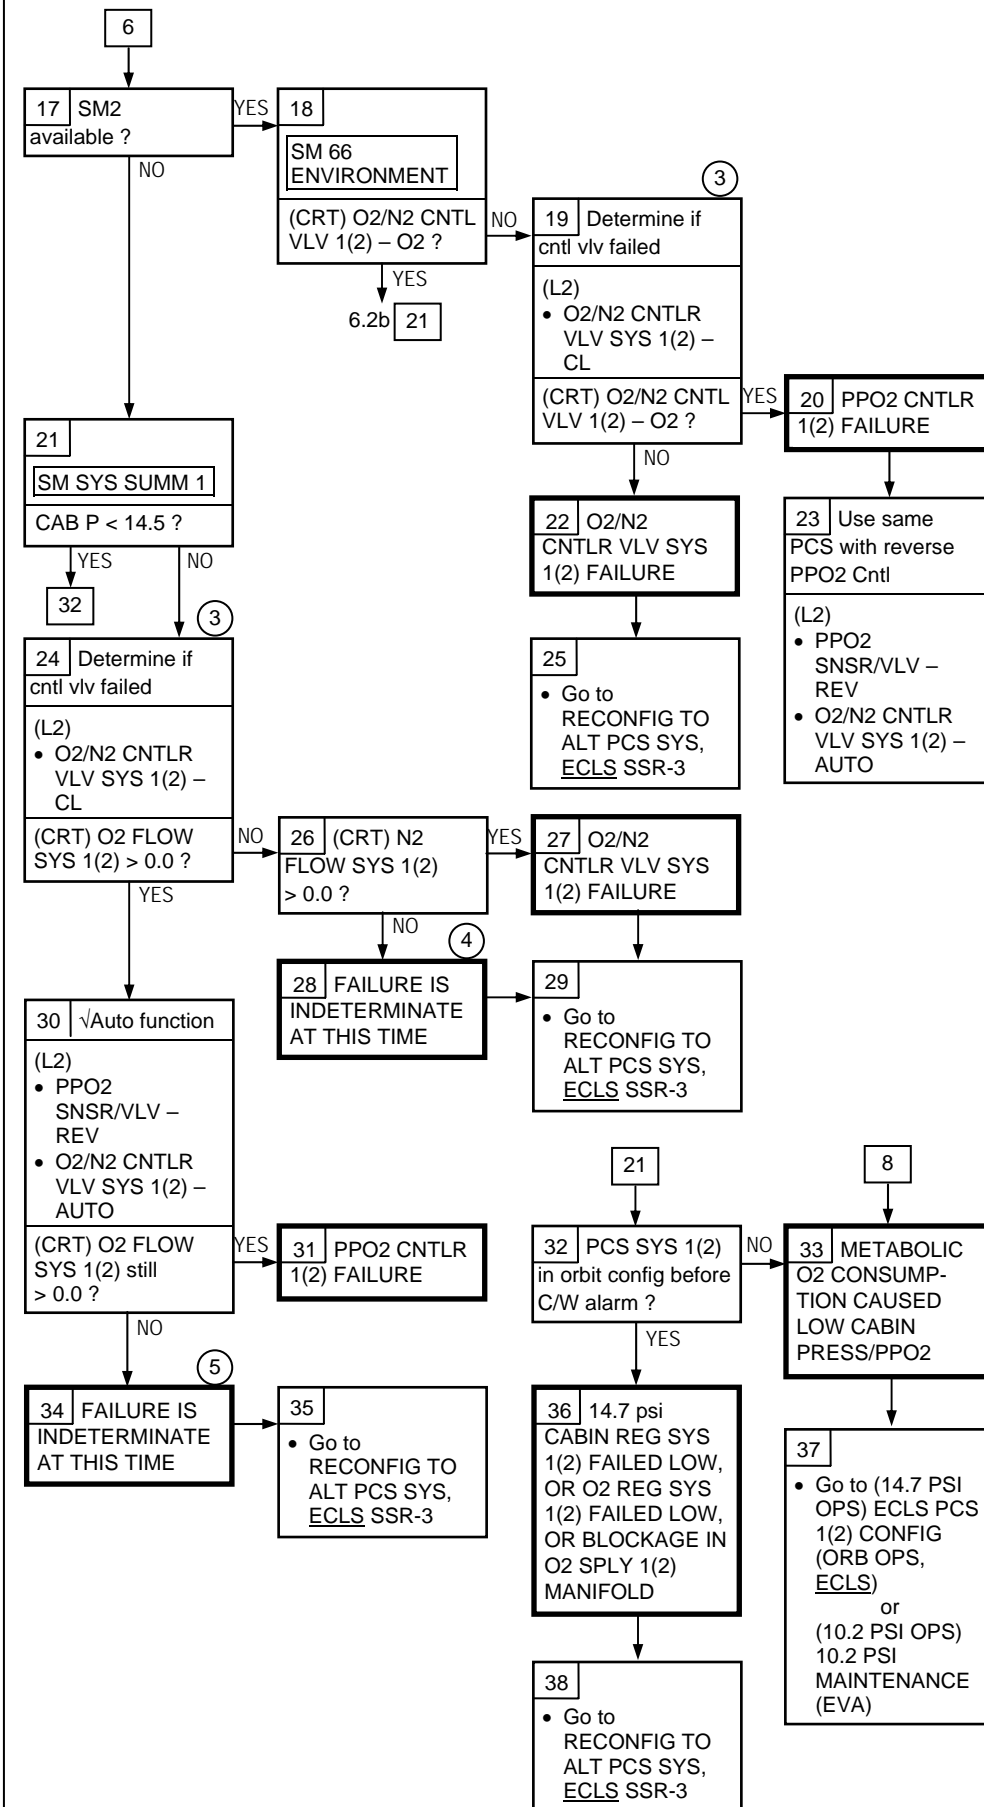 6
17 SM2
available ?
YES
NO
18
SM 66
ENVIRONMENT
(CRT) O2/N2 CNTL
VLV 1(2) – O2 ?
NO
YES
6.2b 21
3
19 Determine if
cntl vlv failed
(L2)
• O2/N2 CNTLR
VLV SYS 1(2) –
CL
(CRT) O2/N2 CNTL
VLV 1(2) – O2 ?
YES
NO
20 PPO2 CNTLR
1(2) FAILURE
21
SM SYS SUMM 1
CAB P < 14.5 ?
YES
NO
32
22 O2/N2
CNTLR VLV SYS
1(2) FAILURE
23 Use same
PCS with reverse
PPO2 Cntl
(L2)
• PPO2
SNSR/VLV –
REV
• O2/N2 CNTLR
VLV SYS 1(2) –
AUTO
3
24 Determine if
cntl vlv failed
(L2)
• O2/N2 CNTLR
VLV SYS 1(2) –
CL
(CRT) O2 FLOW
SYS 1(2) > 0.0 ?
NO
YES
25
• Go to
RECONFIG TO
ALT PCS SYS,
ECLS SSR-3
26 (CRT) N2
FLOW SYS 1(2)
> 0.0 ?
YES
NO
27 O2/N2
CNTLR VLV SYS
1(2) FAILURE
4
28 FAILURE IS
INDETERMINATE
AT THIS TIME
29
• Go to
RECONFIG TO
ALT PCS SYS,
ECLS SSR-3
30 √Auto function
(L2)
• PPO2
SNSR/VLV –
REV
• O2/N2 CNTLR
VLV SYS 1(2) –
AUTO
(CRT) O2 FLOW
SYS 1(2) still
> 0.0 ?
YES
NO
31 PPO2 CNTLR
1(2) FAILURE
21
32 PCS SYS 1(2)
in orbit config before
C/W alarm ?
NO
YES
8
33 METABOLIC
O2 CONSUMP-
TION CAUSED
LOW CABIN
PRESS/PPO2
5
34 FAILURE IS
INDETERMINATE
AT THIS TIME
35
• Go to
RECONFIG TO
ALT PCS SYS,
ECLS SSR-3
36 14.7 psi
CABIN REG SYS
1(2) FAILED LOW,
OR O2 REG SYS
1(2) FAILED LOW,
OR BLOCKAGE IN
O2 SPLY 1(2)
MANIFOLD
37
• Go to (14.7 PSI
OPS) ECLS PCS
1(2) CONFIG
(ORB OPS,
ECLS)
or
(10.2 PSI OPS)
10.2 PSI
MAINTENANCE
(EVA)
38
• Go to
RECONFIG TO
ALT PCS SYS,
ECLS SSR-3